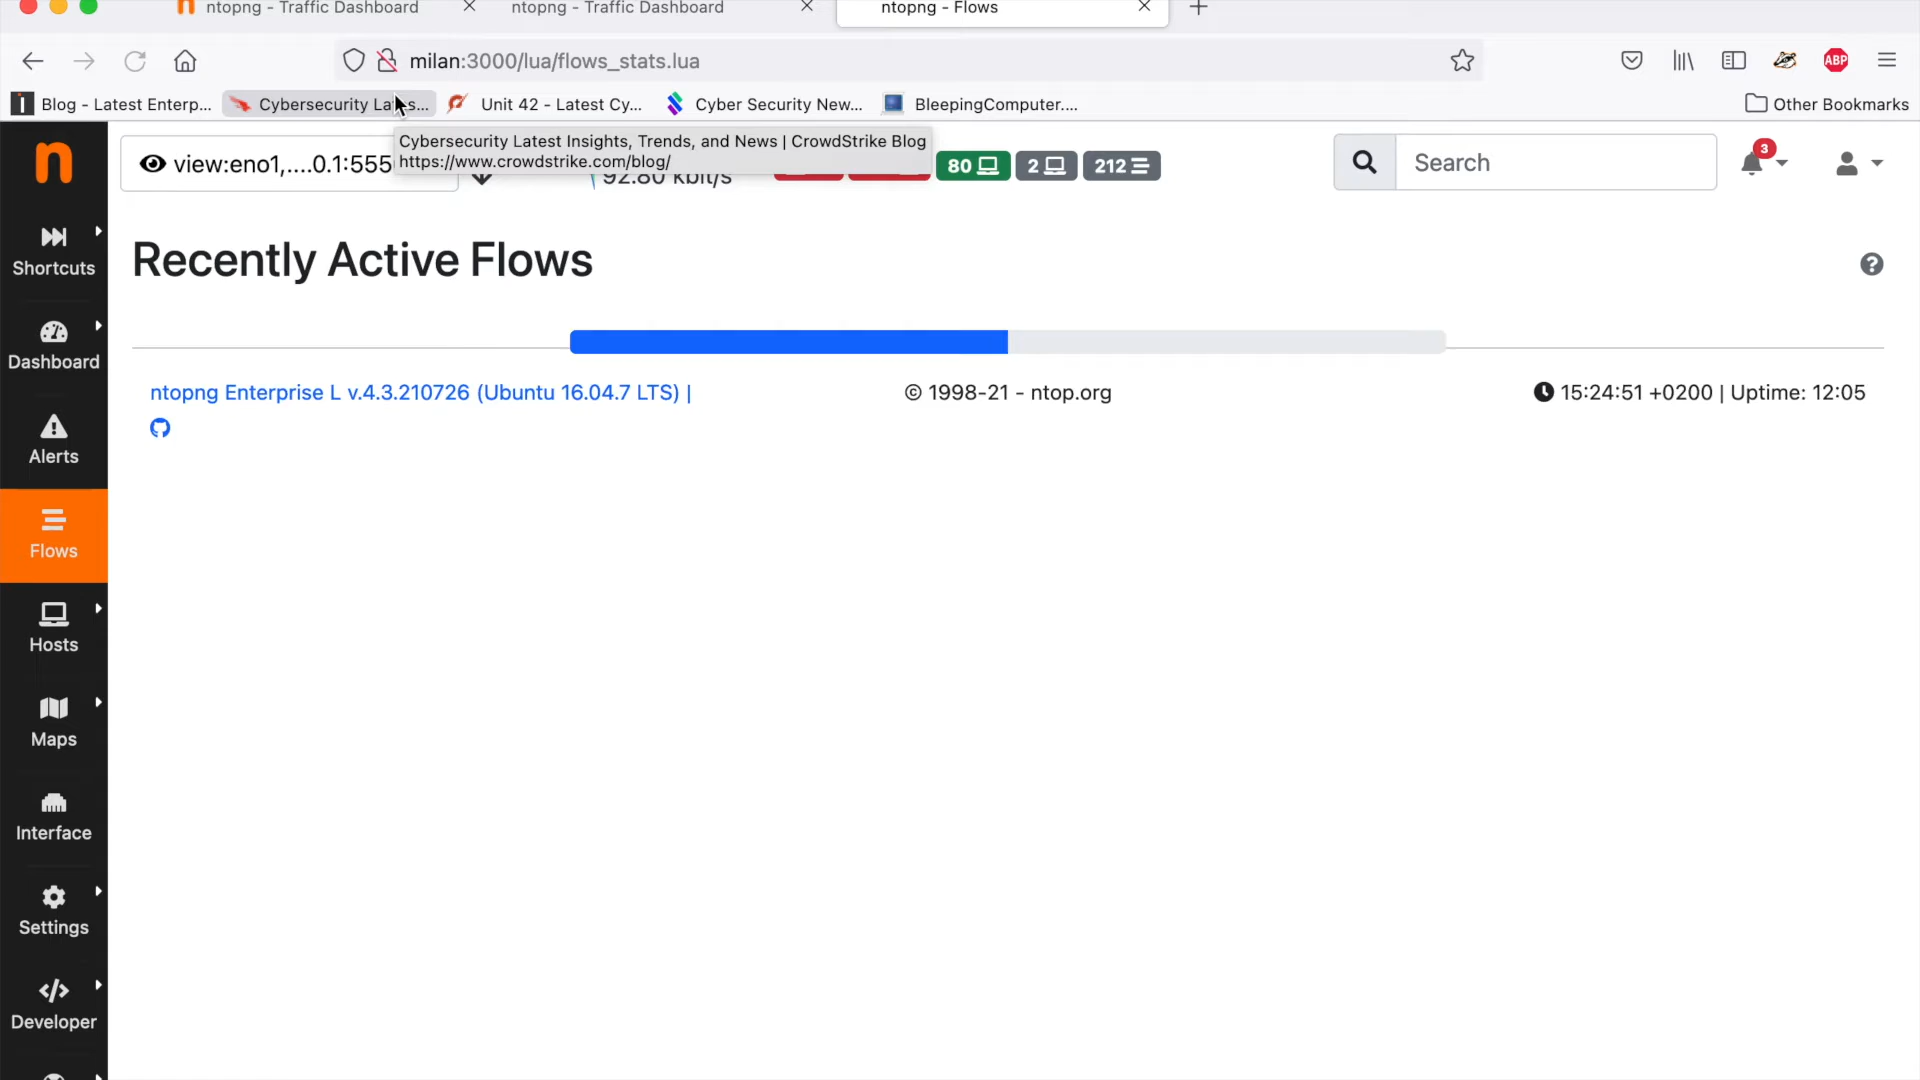 ntopng - Traffic Dashboard
ntopng - Traffic Dashboard
ntopng - Flows
milan:3000/lua/flows_stats.lua
ABP
Blog - Latest Enterp...
Cybersecurity
Unit 42 - Latest Cy...
Cyber Security New...
BleepingComputer....
Other Bookmarks
Cybersecurity Latest Insights, Trends, and News | CrowdStrike Blog
https://www.crowdstrike.com/blog/
n
view:eno1,....0.1:555
92.80 kbit/s
80
2
212
Search
3
Shortcuts
Dashboard
Alerts
Flows
Hosts
Maps
Interface
Settings
Developer
Recently Active Flows
ntopng Enterprise L v.4.3.210726 (Ubuntu 16.04.7 LTS) |
© 1998-21 - ntop.org
15:24:51 +0200 | Uptime: 12:05